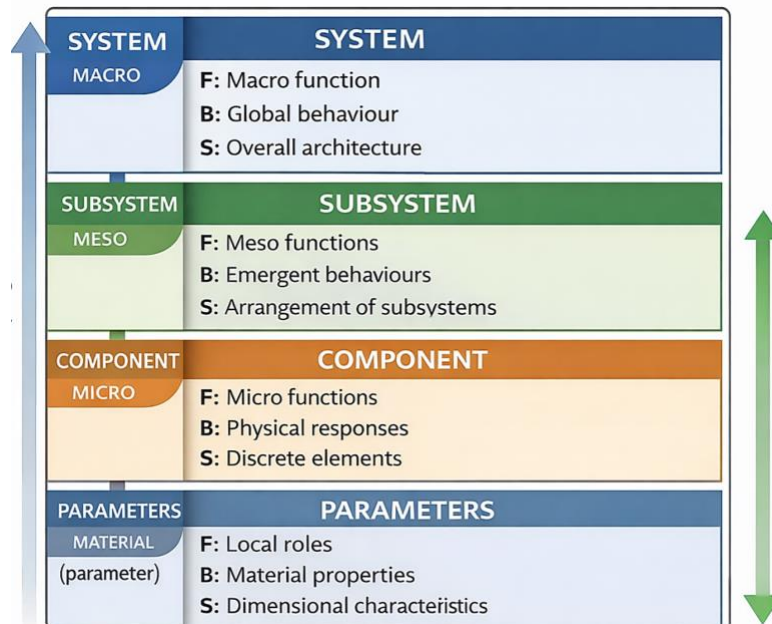 SYSTEM
MACRO
SYSTEM
F: Macro function
B: Global behaviour
S: Overall architecture
SUBSYSTEM
MESO
SUBSYSTEM
F: Meso functions
B: Emergent behaviours
S: Arrangement of subsystems
COMPONENT
MICRO
COMPONENT
F: Micro functions
B: Physical responses
S: Discrete elements
PARAMETERS
MATERIAL
(parameter)
PARAMETERS
F: Local roles
B: Material properties
S: Dimensional characteristics